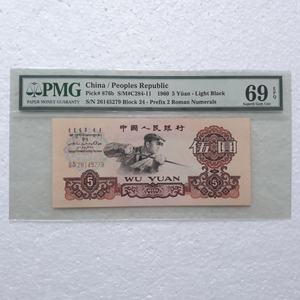 PMG
PAPER MONEY GUARANTY
China / Peoples Republic
Pick# 876b S/M#C284-11 1960 5 Yüan - Light Black
S/N 26145279 Block 24 - Prefix 2 Roman Numerals
69 EPQ
Superb Gem Unc
中国人民银行
伍圆
26145279
5
WU YUAN
5